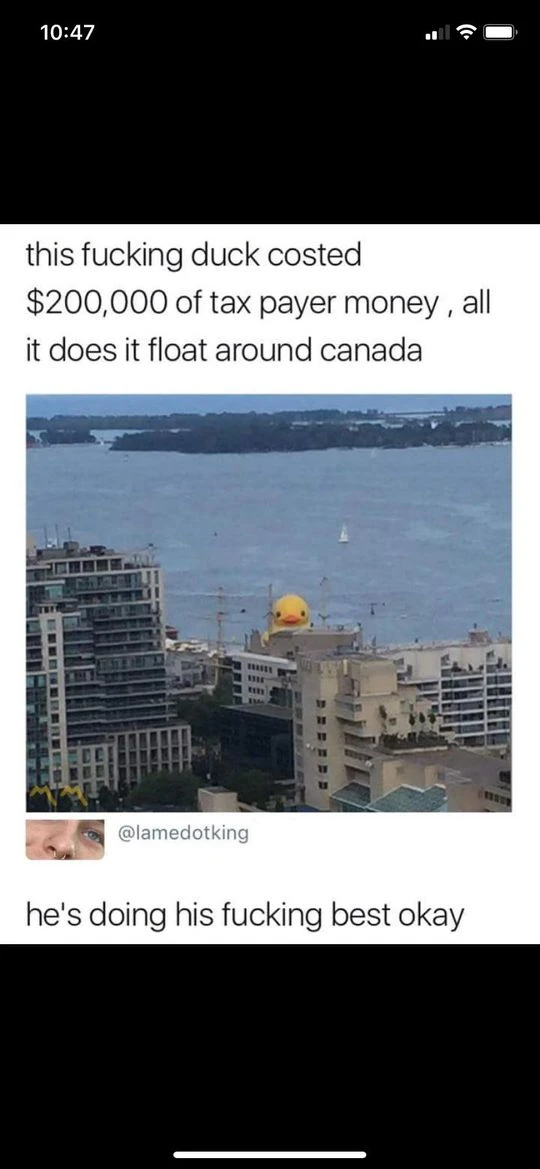 10:47
this fucking duck costed
$200,000 of tax payer money , all
it does it float around canada
@lamedotking
he's doing his fucking best okay